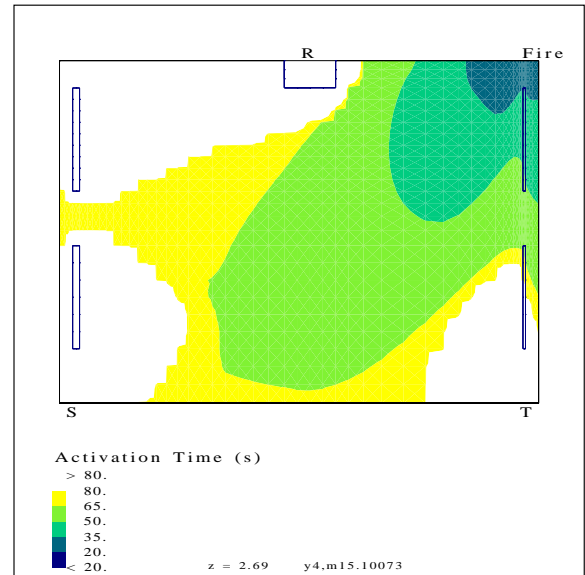 R Fire
S T
Activation Time (s)
> 80.
80.
65.
50.
35.
20.
< 20.
z = 2.69 y4,m15.10073